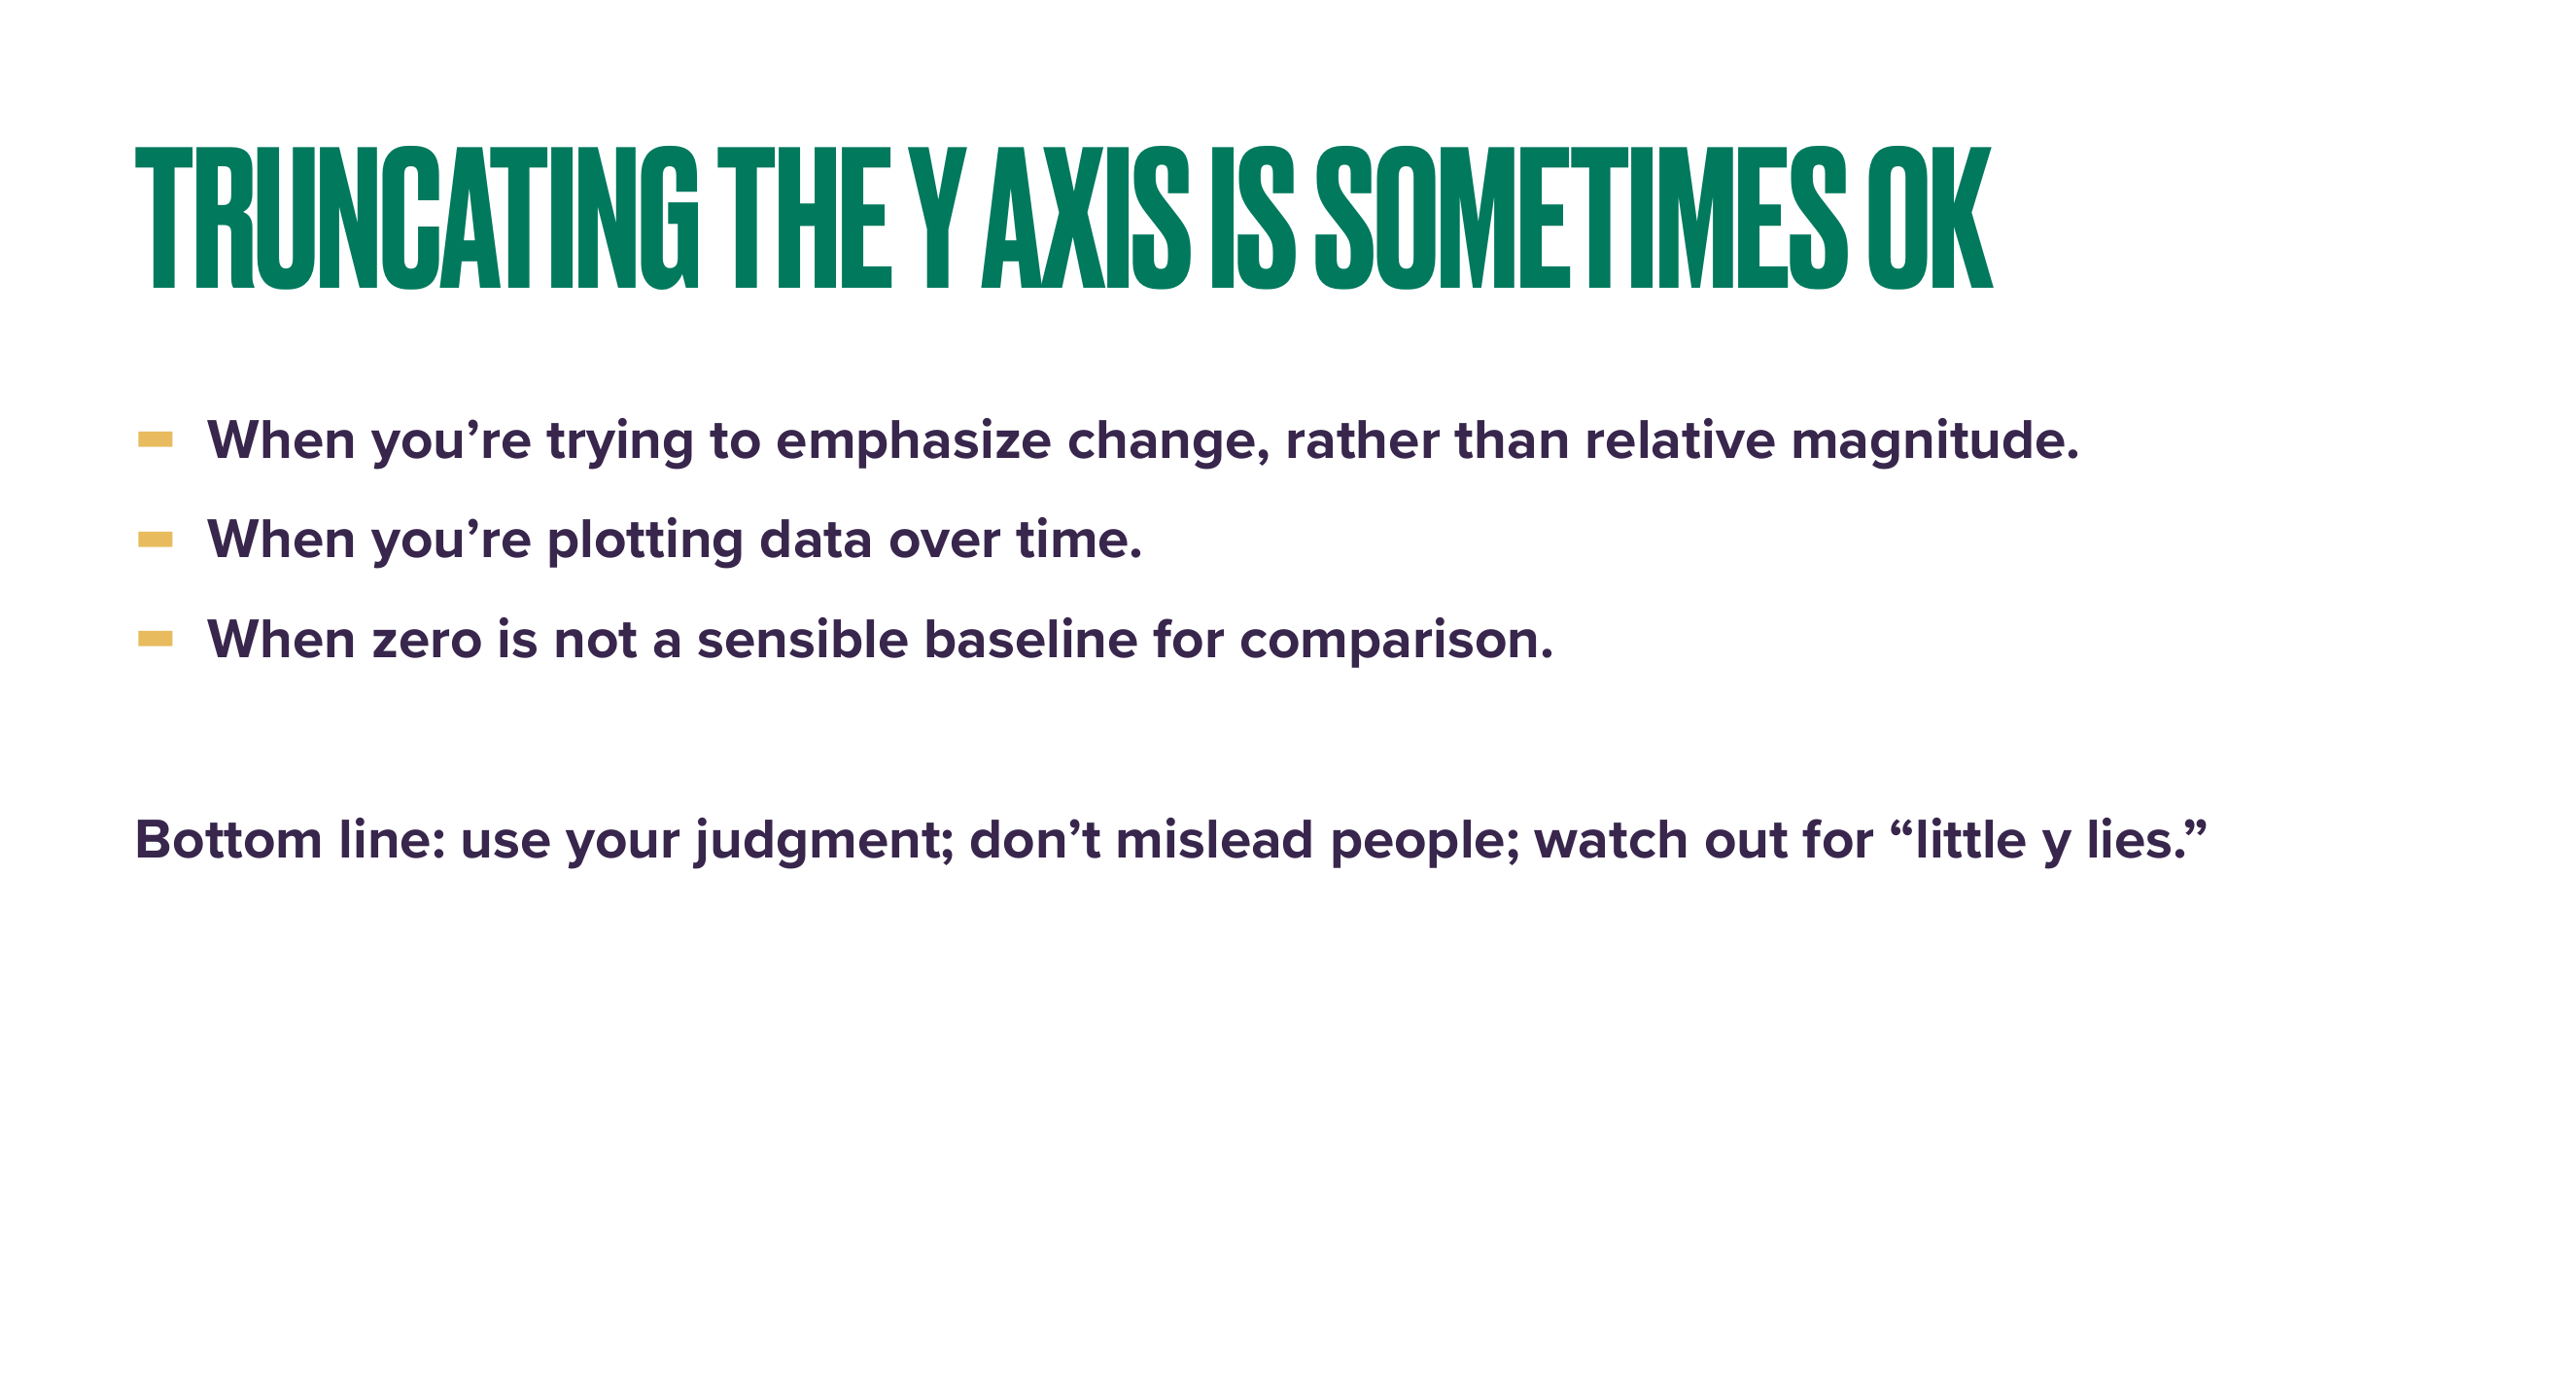 TRUNCATING THE Y AXIS IS SOMETIMES OK
When you’re trying to emphasize change, rather than relative magnitude.
When you’re plotting data over time.
When zero is not a sensible baseline for comparison.
Bottom line: use your judgment; don’t mislead people; watch out for “little y lies.”